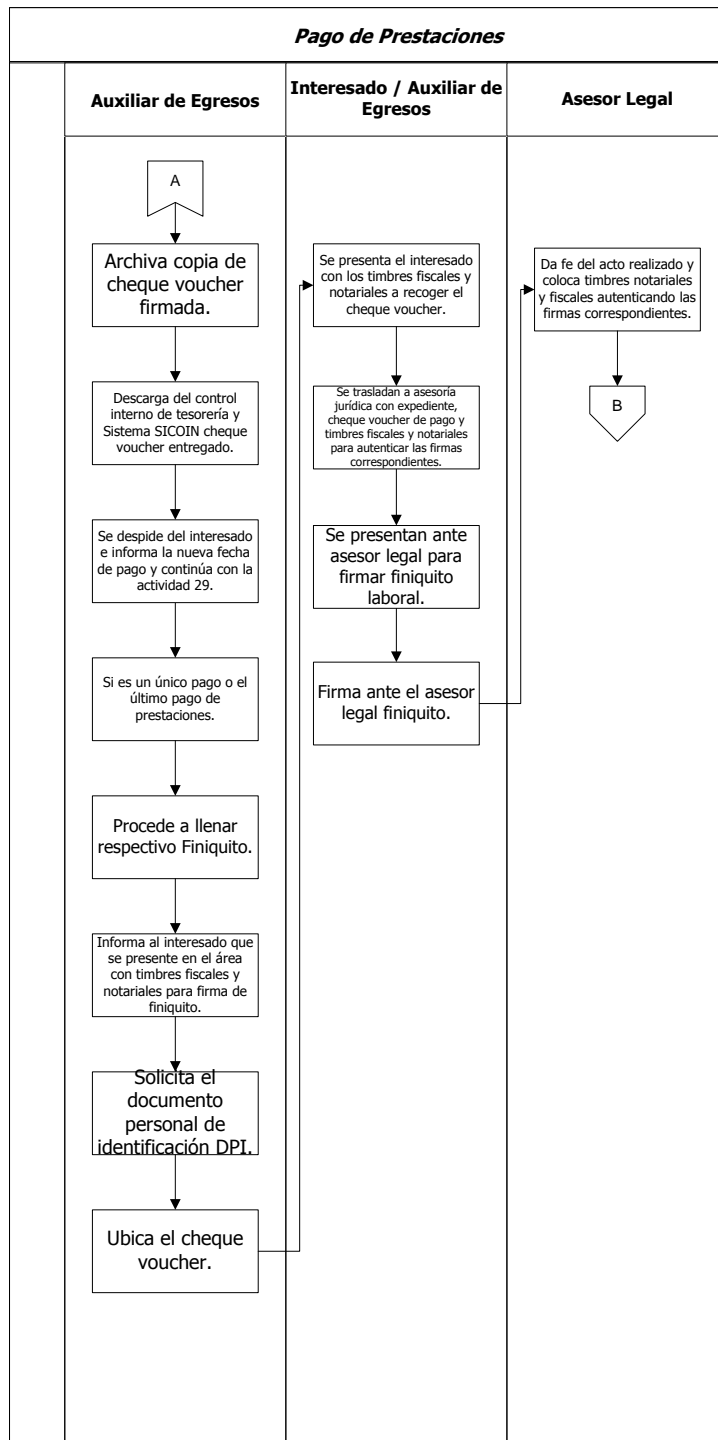 Pago de Prestaciones
Auxiliar de Egresos
Interesado / Auxiliar de
Egresos
Asesor Legal
A
Archiva copia de
cheque voucher
firmada.
Descarga del control
interno de tesorería y
Sistema SICOIN cheque
voucher entregado.
Se despide del interesado
e informa la nueva fecha
de pago y continúa con la
actividad 29.
Si es un único pago o el
último pago de
prestaciones.
Procede a llenar
respectivo Finiquito.
Informa al interesado que
se presente en el área
con timbres fiscales y
notariales para firma de
finiquito.
Solicita el
documento
personal de
identificación DPI.
Ubica el cheque
voucher.
Se presenta el interesado
con los timbres fiscales y
notariales a recoger el
cheque voucher.
Se trasladan a asesoría
jurídica con expediente,
cheque voucher de pago y
timbres fiscales y notariales
para autenticar las firmas
correspondientes.
Se presentan ante
asesor legal para
firmar finiquito
laboral.
Firma ante el asesor
legal finiquito.
Da fe del acto realizado y
coloca timbres notariales
y fiscales autenticando las
firmas correspondientes.
B